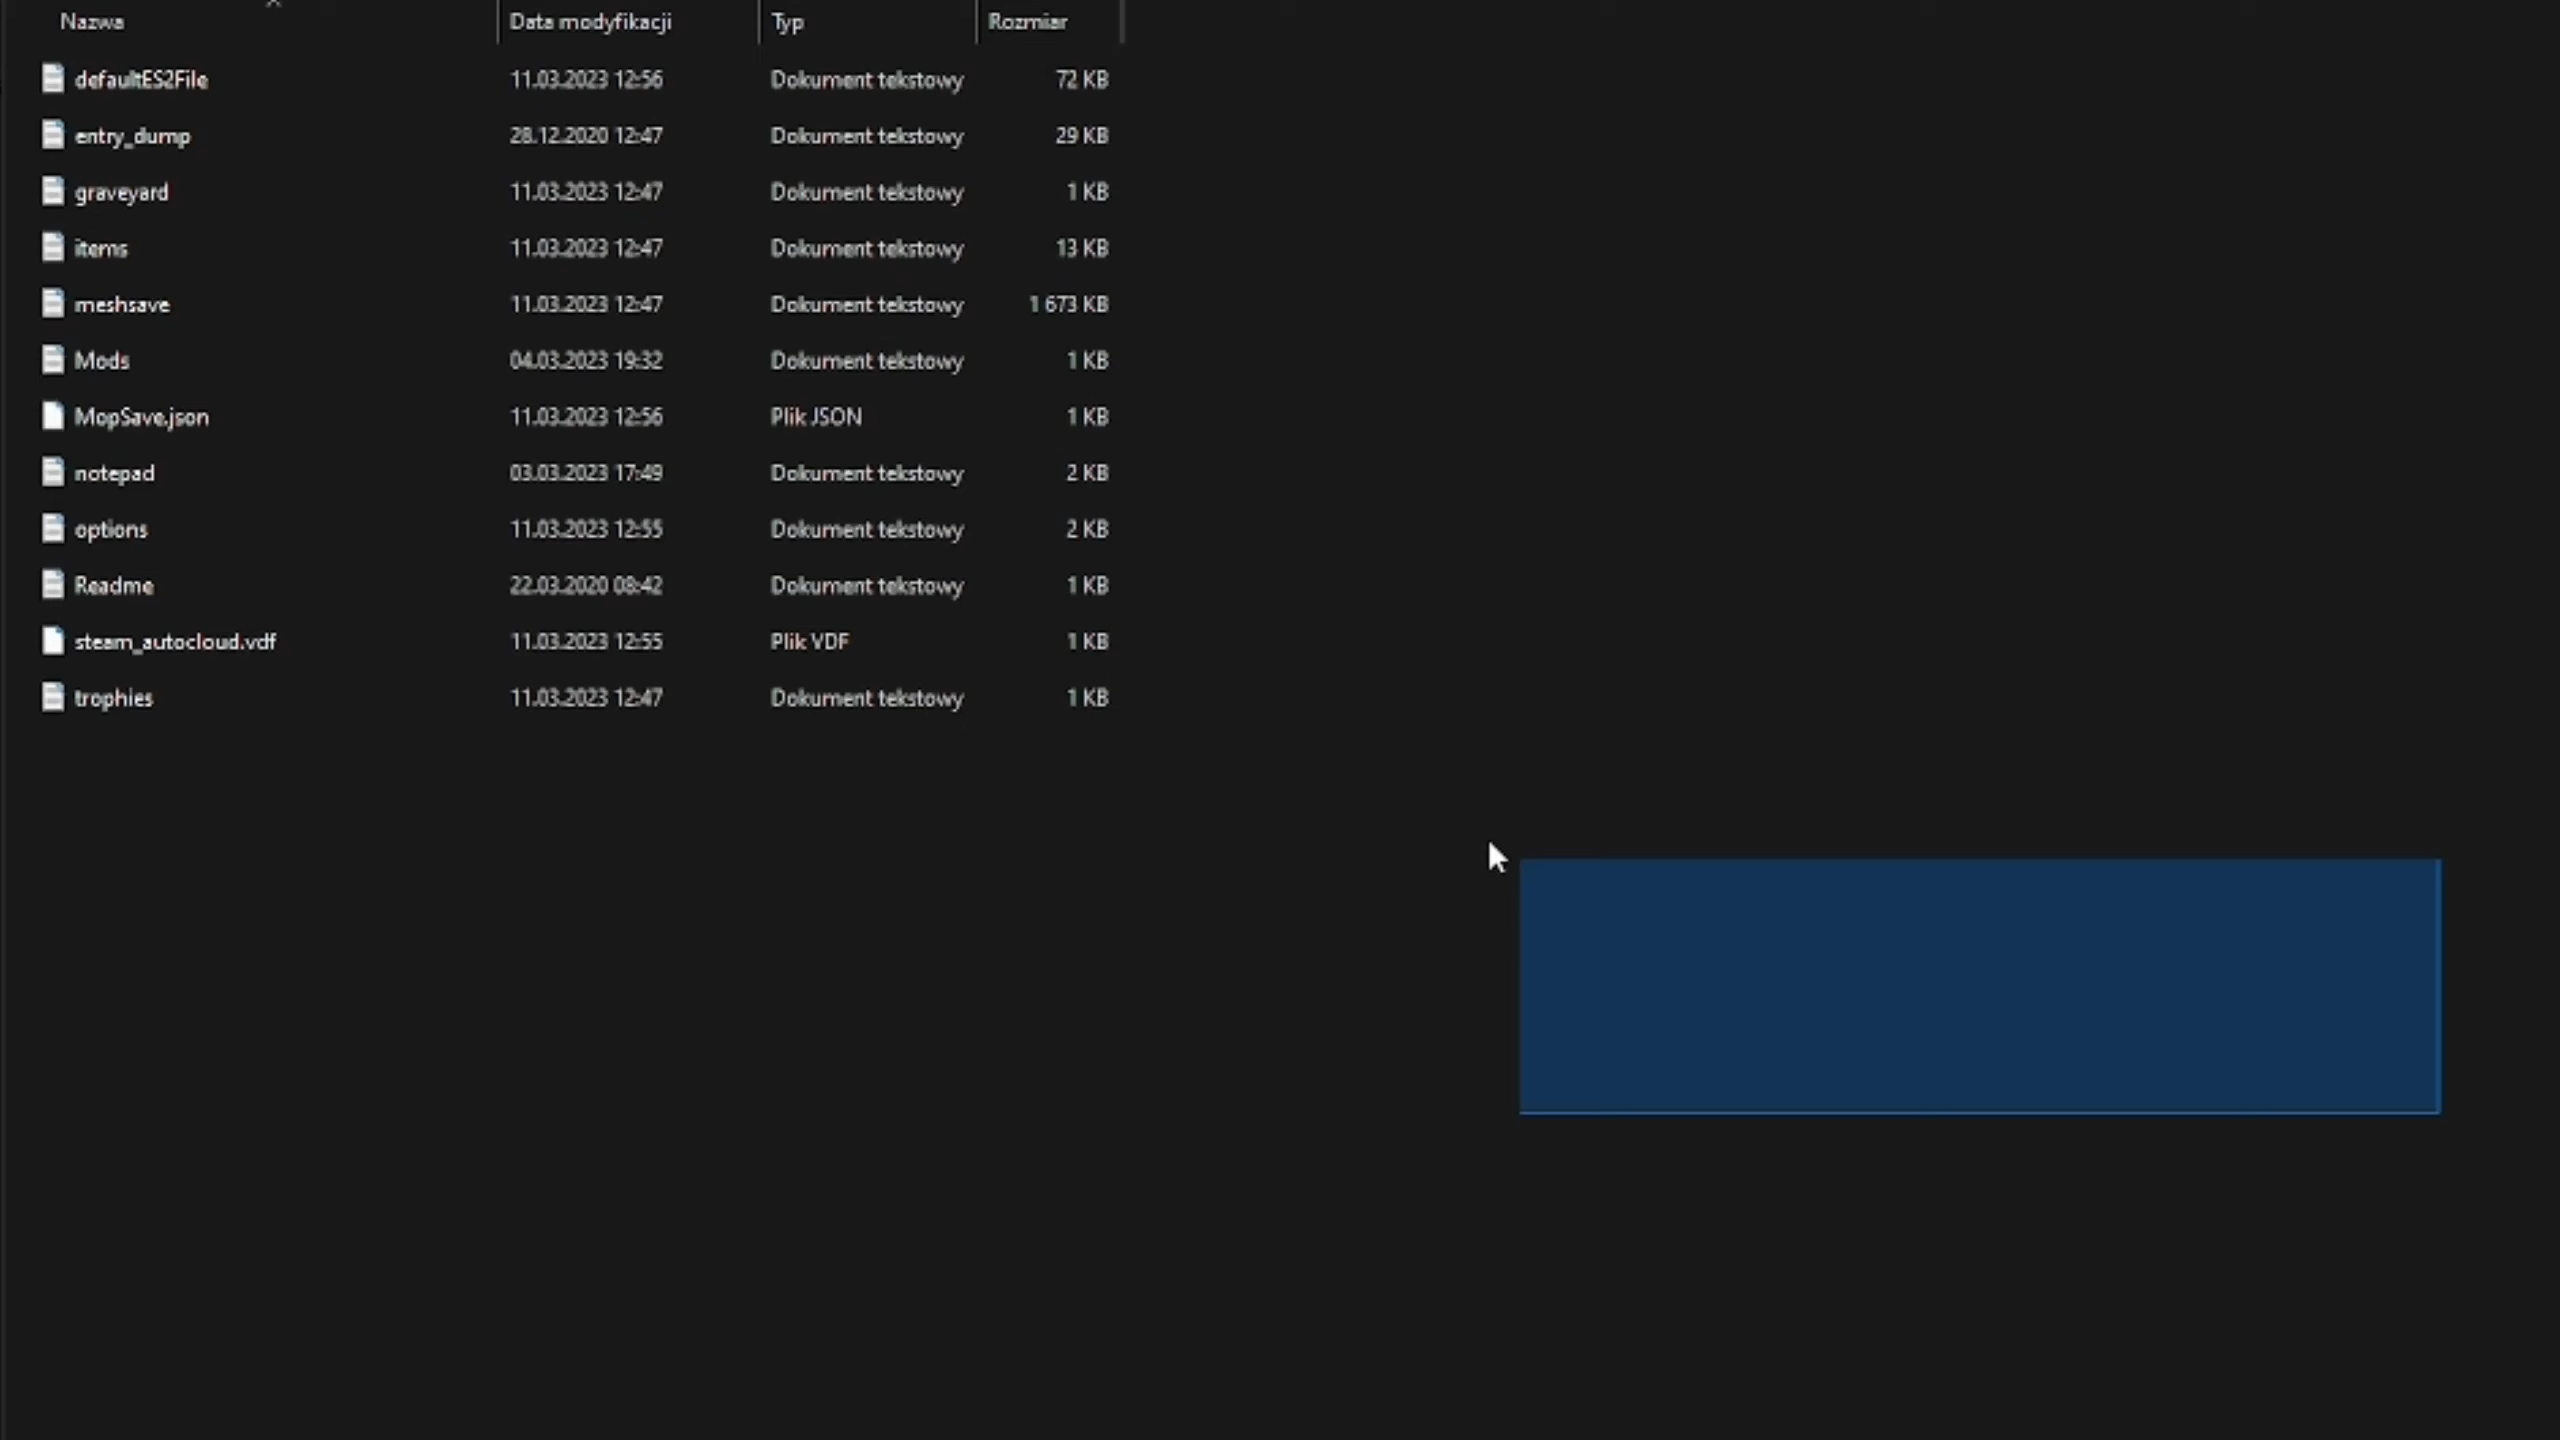 Nazwa Data modyfikacji Typ Rozmiar
defaultES2File 11.03.2023 12:56 Dokument tekstowy 72 KB
entry_dump 28.12.2020 12:47 Dokument tekstowy 29 KB
graveyard 11.03.2023 12:47 Dokument tekstowy 1 KB
items 11.03.2023 12:47 Dokument tekstowy 13 KB
meshsave 11.03.2023 12:47 Dokument tekstowy 1 673 KB
Mods 04.03.2023 19:32 Dokument tekstowy 1 KB
MopSave.json 11.03.2023 12:56 Plik JSON 1 KB
notepad 03.03.2023 17:49 Dokument tekstowy 2 KB
options 11.03.2023 12:55 Dokument tekstowy 2 KB
Readme 22.03.2020 08:42 Dokument tekstowy 1 KB
steam_autocloud.vdf 11.03.2023 12:55 Plik VDF 1 KB
trophies 11.03.2023 12:47 Dokument tekstowy 1 KB